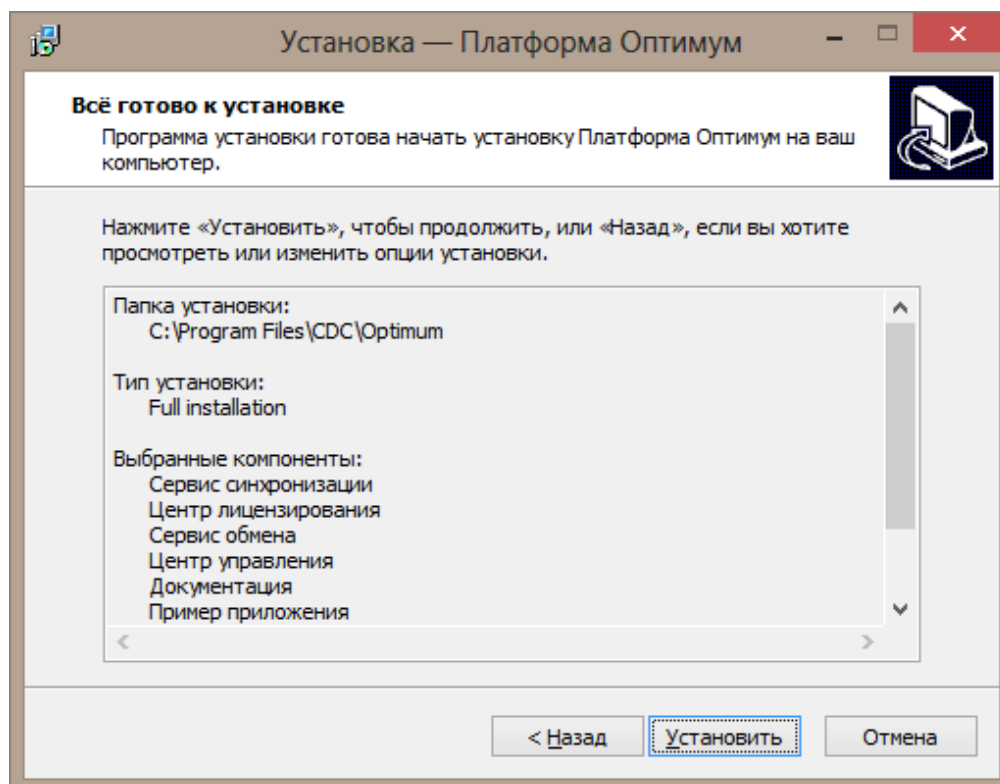 Установка — Платформа Оптимум
Всё готово к установке
Программа установки готова начать установку Платформа Оптимум на ваш
компьютер.
Нажмите «Установить», чтобы продолжить, или «Назад», если вы хотите
просмотреть или изменить опции установки.
Папка установки:
C:\Program Files\CDC\Optimum
Тип установки:
Full installation
Выбранные компоненты:
Сервис синхронизации
Центр лицензирования
Сервис обмена
Центр управления
Документация
Пример приложения
< Назад Установить Отмена